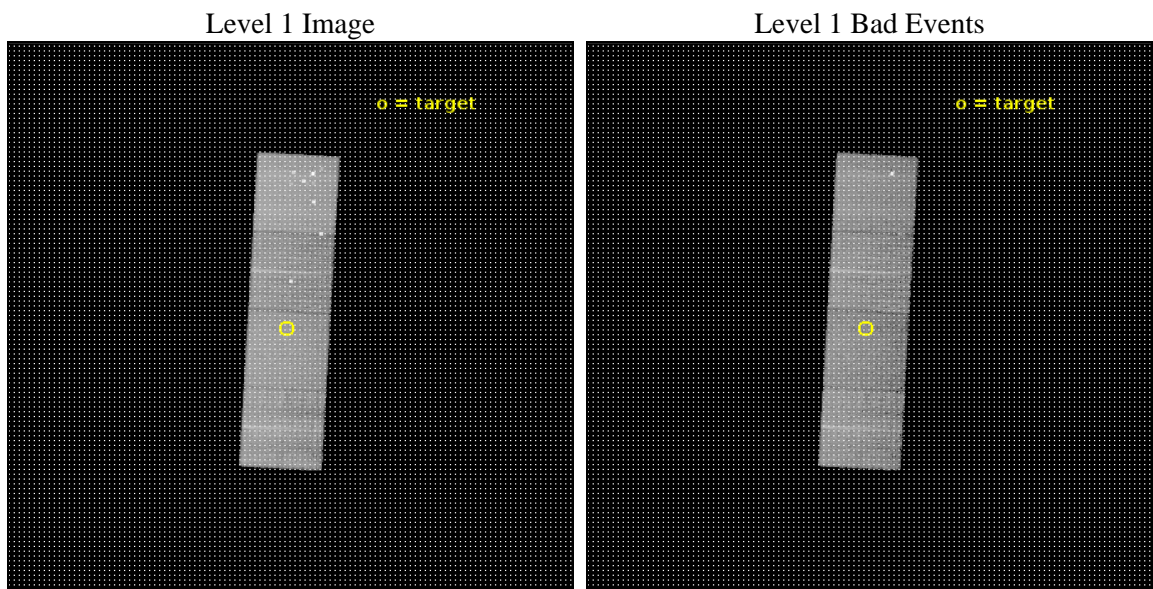 Level 1 Image
Level 1 Bad Events
o = target
o = target